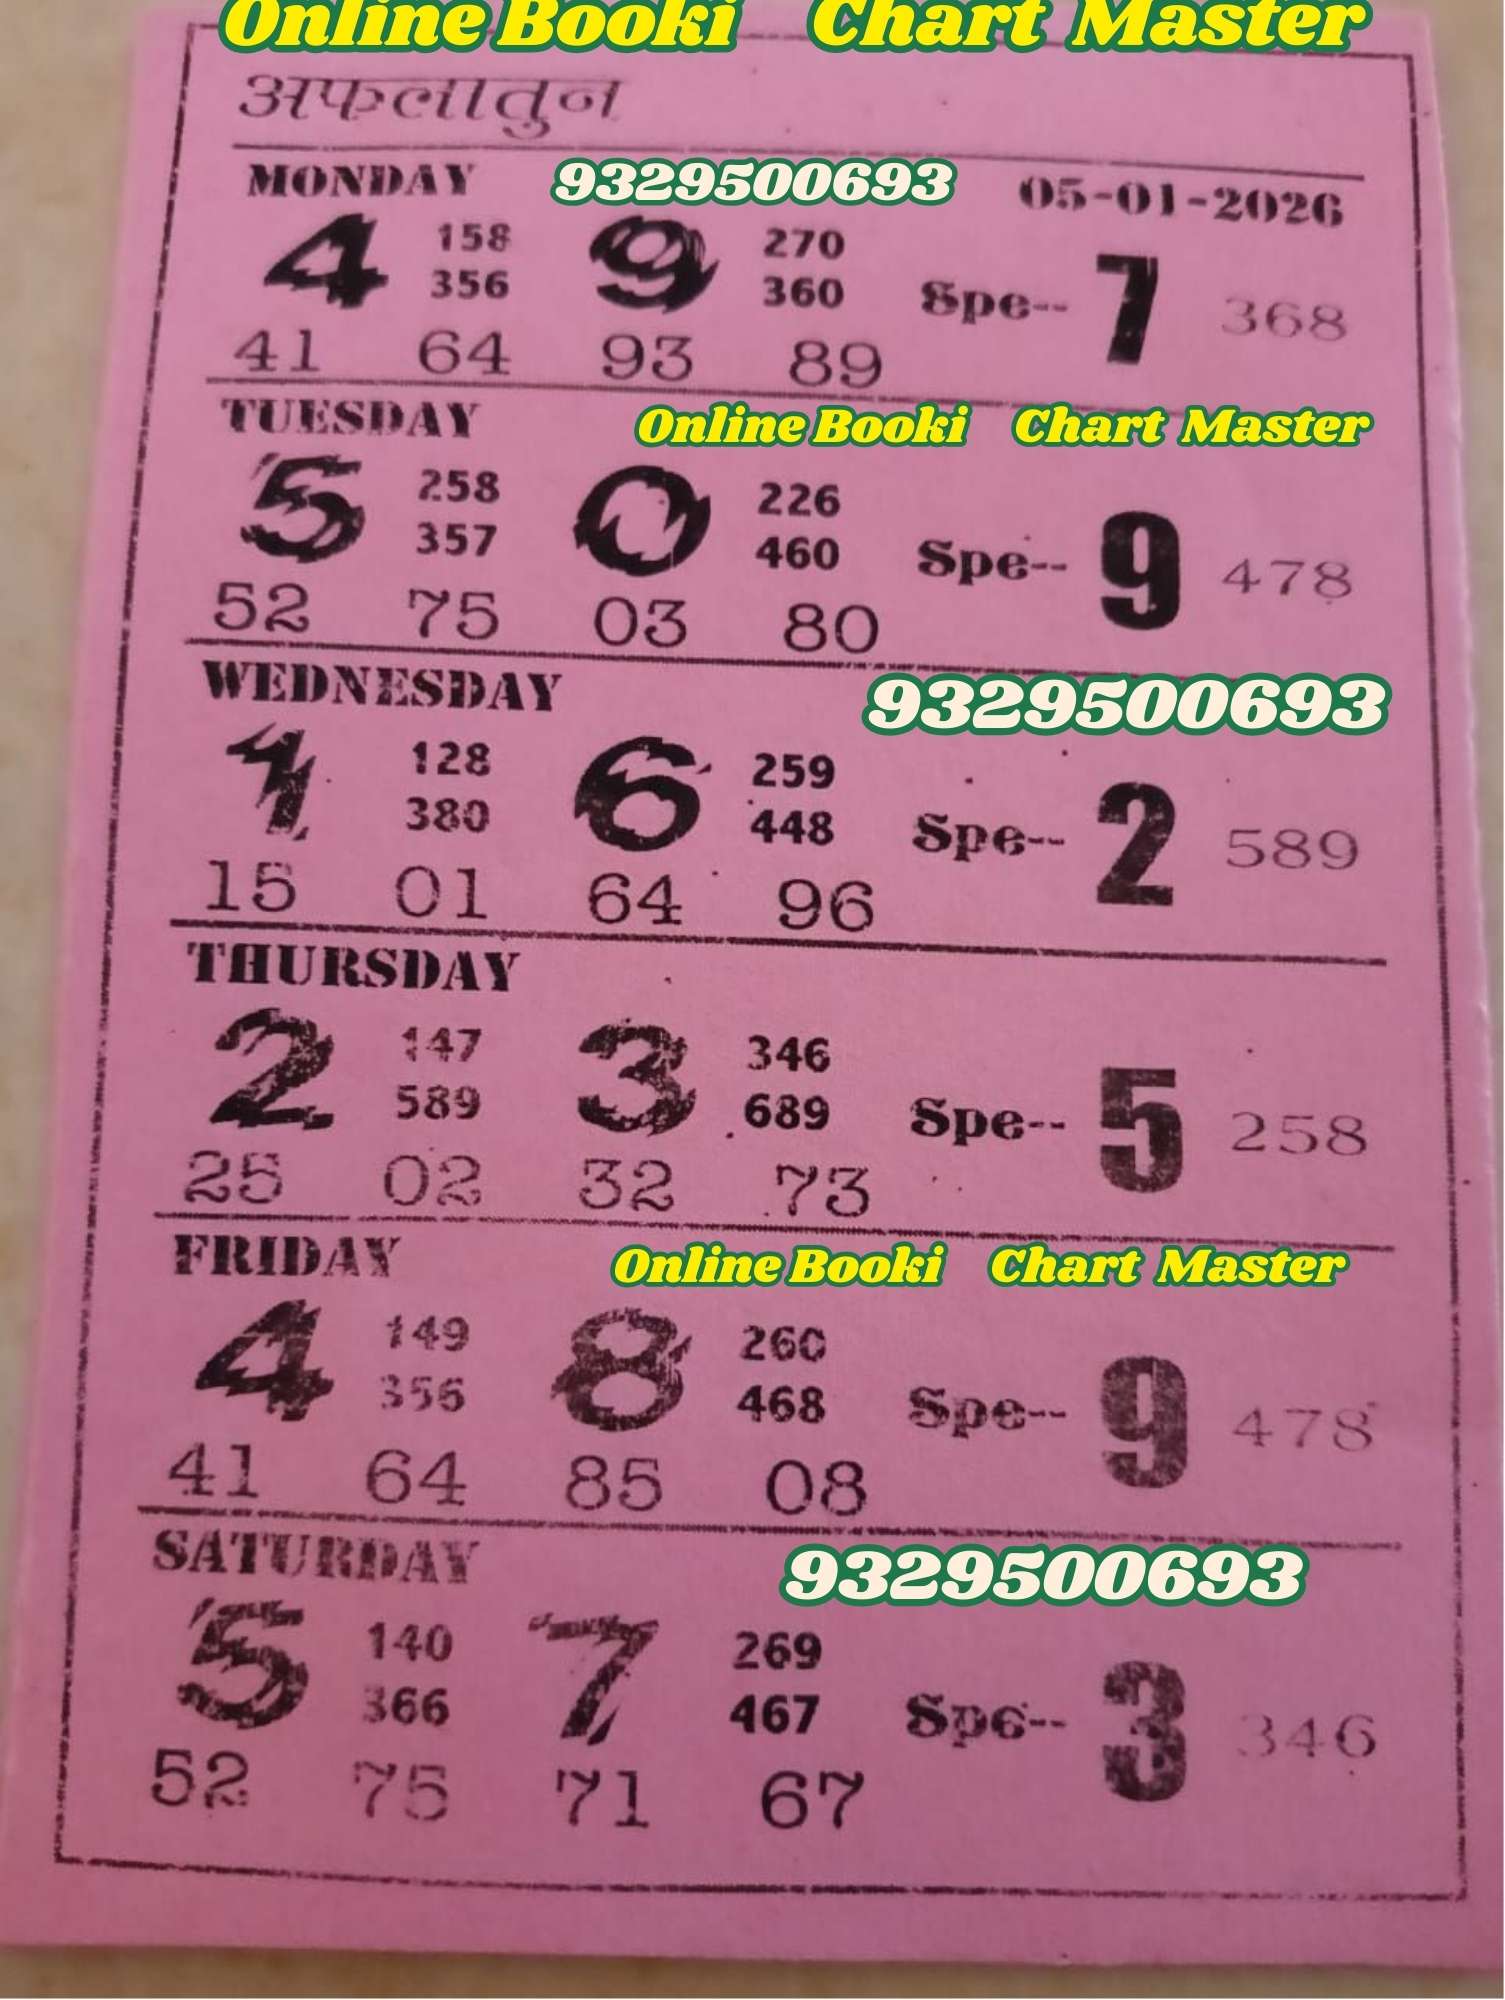 Online Booki Chart Master
अफलातुन
MONDAY 9329500693 05-01-2026
4 158 9 270 Spe-- 7 368
356 360
41 64 93 89
TUESDAY Online Booki Chart Master
5 258 0 226 Spe-- 9 478
357 460
52 75 03 80
WEDNESDAY 9329500693
1 128 6 259 Spe-- 2 589
380 448
15 01 64 96
THURSDAY
2 147 3 346 Spe-- 5 258
589 689
25 02 32 73
FRIDAY Online Booki Chart Master
4 149 8 260 Spe-- 9 478
356 468
41 64 85 08
SATURDAY 9329500693
5 140 7 269 Spe-- 3 346
366 467
52 75 71 67